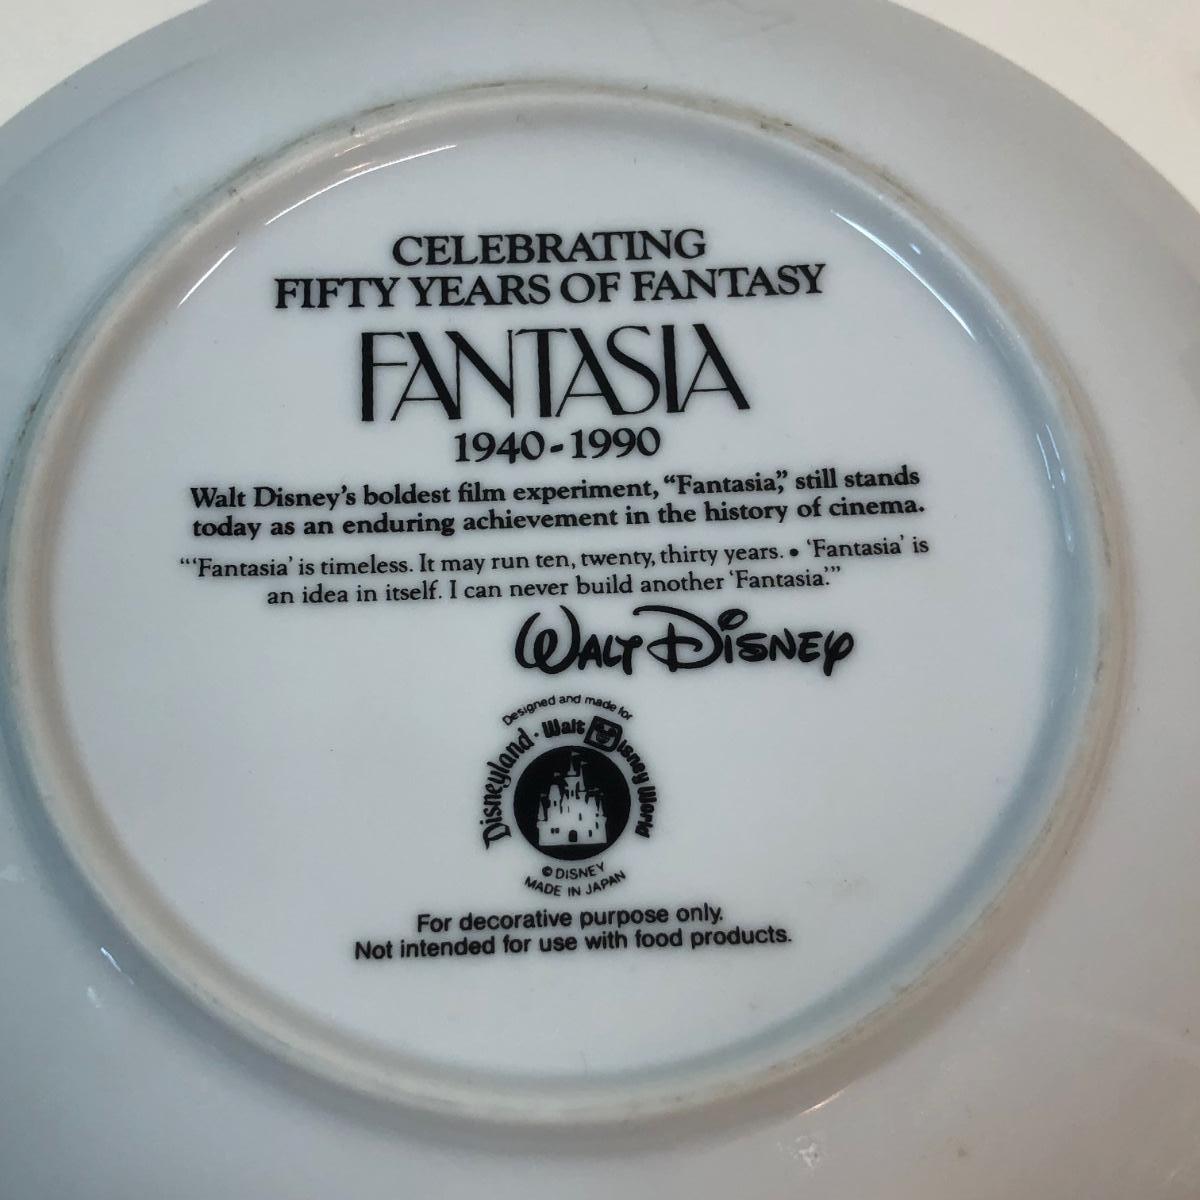 CELEBRATING
FIFTY YEARS OF FANTASY
FANTASIA
1940-1990
Walt Disney's boldest film experiment, “Fantasia,” still stands
today as an enduring achievement in the history of cinema.
“‘Fantasia’ is timeless. It may run ten, twenty, thirty years. • ‘Fantasia’ is
an idea in itself. I can never build another ‘Fantasia.’”
WALT DISNEY
Designed and made for
Disneyland · Walt Disney World
© DISNEY
MADE IN JAPAN
For decorative purpose only.
Not intended for use with food products.